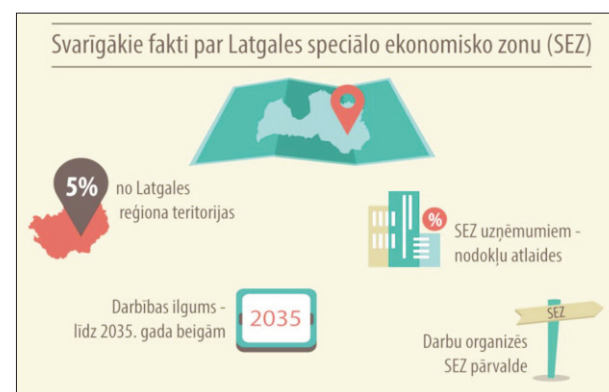 Svarīgākie fakti par Latgales speciālo ekonomisko zonu (SEZ)
5%
no Latgales
reģiona teritorijas
%
SEZ uzņēmumiem -
nodokļu atlaides
Darbības ilgums -
līdz 2035. gada beigām
2035
SEZ
Darbu organizēs
SEZ pārvalde